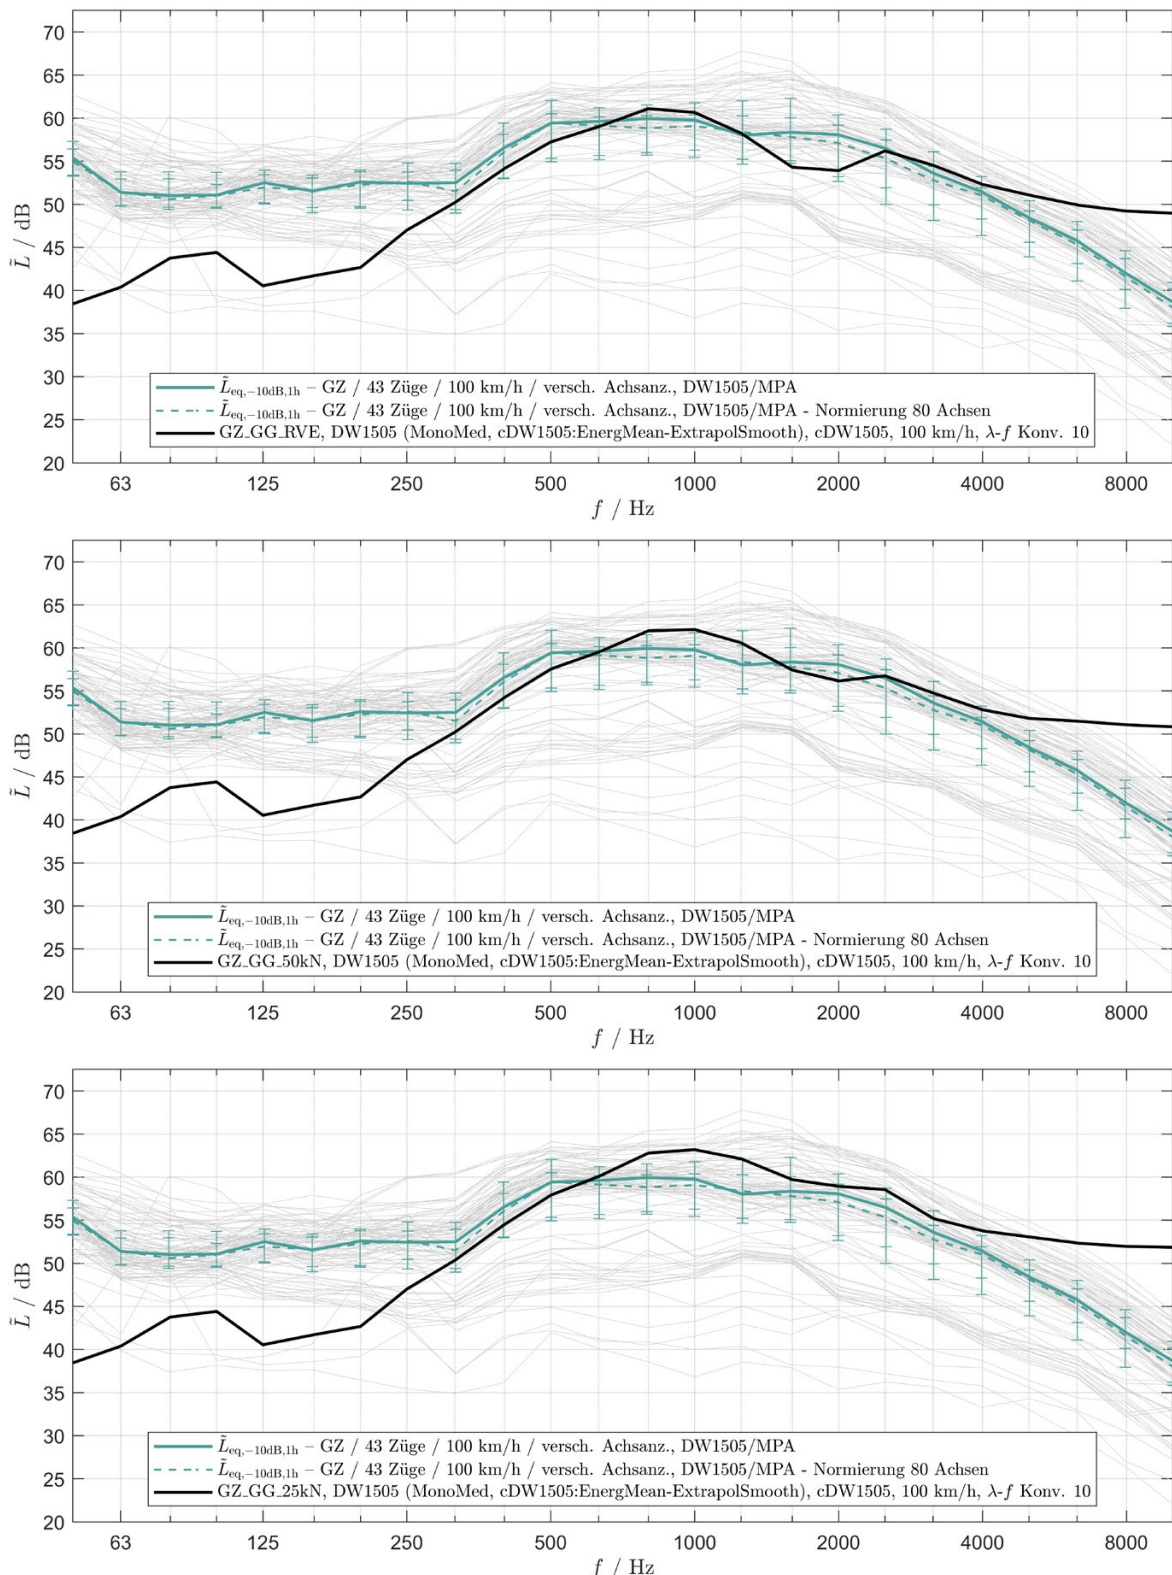 70
65
60
55
50
45
40
35
30
25
20
L̃ / dB
L̃eq,−10dB,1h – GZ / 43 Züge / 100 km/h / versch. Achsanz., DW1505/MPA
L̃eq,−10dB,1h – GZ / 43 Züge / 100 km/h / versch. Achsanz., DW1505/MPA - Normierung 80 Achsen
GZ_GG_RVE, DW1505 (MonoMed, cDW1505:EnergMean-ExtrapolSmooth), cDW1505, 100 km/h, λ-f Konv. 10
63 125 250 500 1000 2000 4000 8000
f / Hz
70
65
60
55
50
45
40
35
30
25
20
L̃ / dB
L̃eq,−10dB,1h – GZ / 43 Züge / 100 km/h / versch. Achsanz., DW1505/MPA
L̃eq,−10dB,1h – GZ / 43 Züge / 100 km/h / versch. Achsanz., DW1505/MPA - Normierung 80 Achsen
GZ_GG_50kN, DW1505 (MonoMed, cDW1505:EnergMean-ExtrapolSmooth), cDW1505, 100 km/h, λ-f Konv. 10
63 125 250 500 1000 2000 4000 8000
f / Hz
70
65
60
55
50
45
40
35
30
25
20
L̃ / dB
L̃eq,−10dB,1h – GZ / 43 Züge / 100 km/h / versch. Achsanz., DW1505/MPA
L̃eq,−10dB,1h – GZ / 43 Züge / 100 km/h / versch. Achsanz., DW1505/MPA - Normierung 80 Achsen
GZ_GG_25kN, DW1505 (MonoMed, cDW1505:EnergMean-ExtrapolSmooth), cDW1505, 100 km/h, λ-f Konv. 10
63 125 250 500 1000 2000 4000 8000
f / Hz